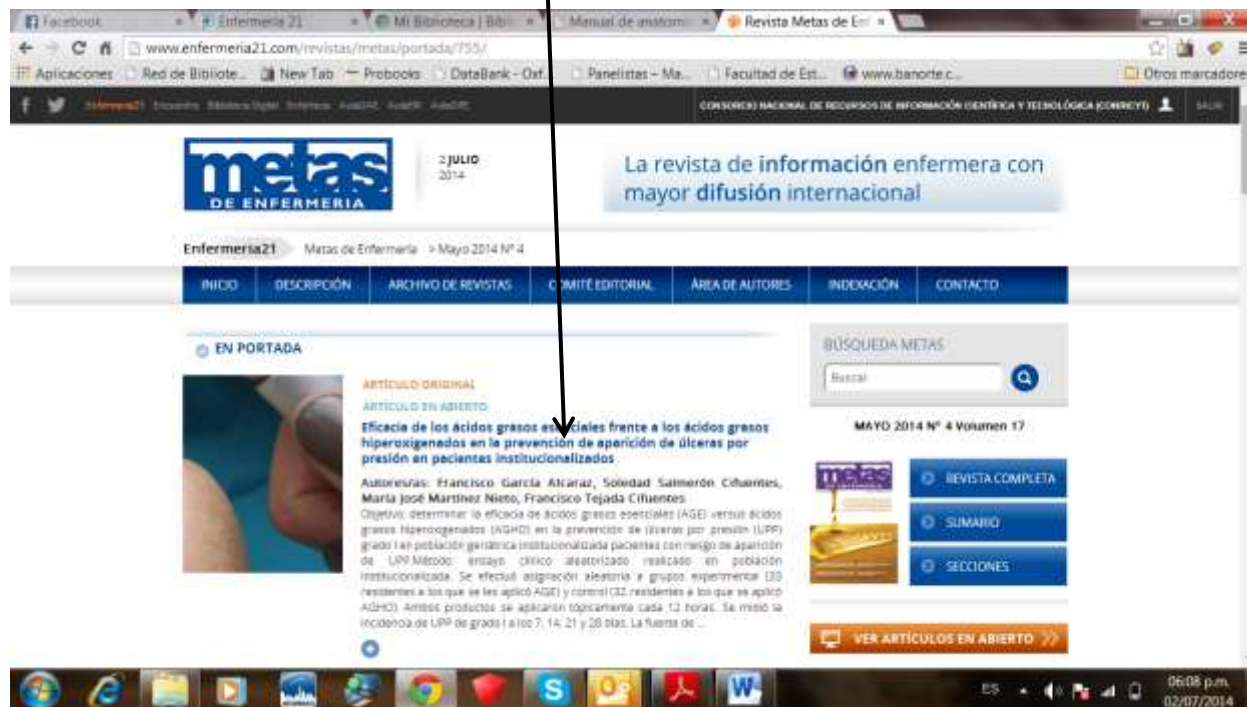 Facebook
Enfermeria 21
Mi Biblioteca | Bibl
Manual de anatom
Revista Metas de Enf
www.enfermeria21.com/revistas/metas/portada/755/
Aplicaciones
Red de Bibliote...
New Tab
Probooks
DataBank - Oxf...
Panelistas – Ma...
Facultad de Est...
www.banorte.c...
Otros marcadore
CONSORCIO NACIONAL DE RECURSOS DE INFORMACIÓN CIENTÍFICA Y TECNOLÓGICA (CONRICYT)
SALIR
metas
DE ENFERMERIA
2 JULIO
2014
La revista de información enfermera con
mayor difusión internacional
Enfermeria21 Metas de Enfermería > Mayo 2014 Nº 4
INICIO
DESCRIPCIÓN
ARCHIVO DE REVISTAS
COMITÉ EDITORIAL
ÁREA DE AUTORES
INDEXACIÓN
CONTACTO
EN PORTADA
ARTÍCULO ORIGINAL
ARTÍCULO EN ABIERTO
Eficacia de los ácidos grasos esenciales frente a los ácidos grasos
hiperoxigenados en la prevención de aparición de úlceras por
presión en pacientes institucionalizados
Autores/as: Francisco García Alcaraz, Soledad Salmerón Cifuentes,
María José Martínez Nieto, Francisco Tejada Cifuentes
Objetivo: determinar la eficacia de ácidos grasos esenciales (AGE) versus ácidos
grasos hiperoxigenados (AGHO) en la prevención de úlceras por presión (UPP)
grado I en población geriátrica institucionalizada pacientes con riesgo de aparición
de UPP.Método: ensayo clínico aleatorizado realizado en población
institucionalizada. Se efectuó asignación aleatoria a grupos experimental (33
residentes a los que se les aplicó AGE) y control (32 residentes a los que se aplicó
AGHO). Ambos productos se aplicaron tópicamente cada 12 horas. Se midió la
incidencia de UPP de grado I a los 7, 14, 21 y 28 días. La fuente de ...
BÚSQUEDA METAS
Buscar
MAYO 2014 Nº 4 Volumen 17
metas
REVISTA COMPLETA
SUMARIO
SECCIONES
VER ARTÍCULOS EN ABIERTO
ES
06:08 p.m.
02/07/2014